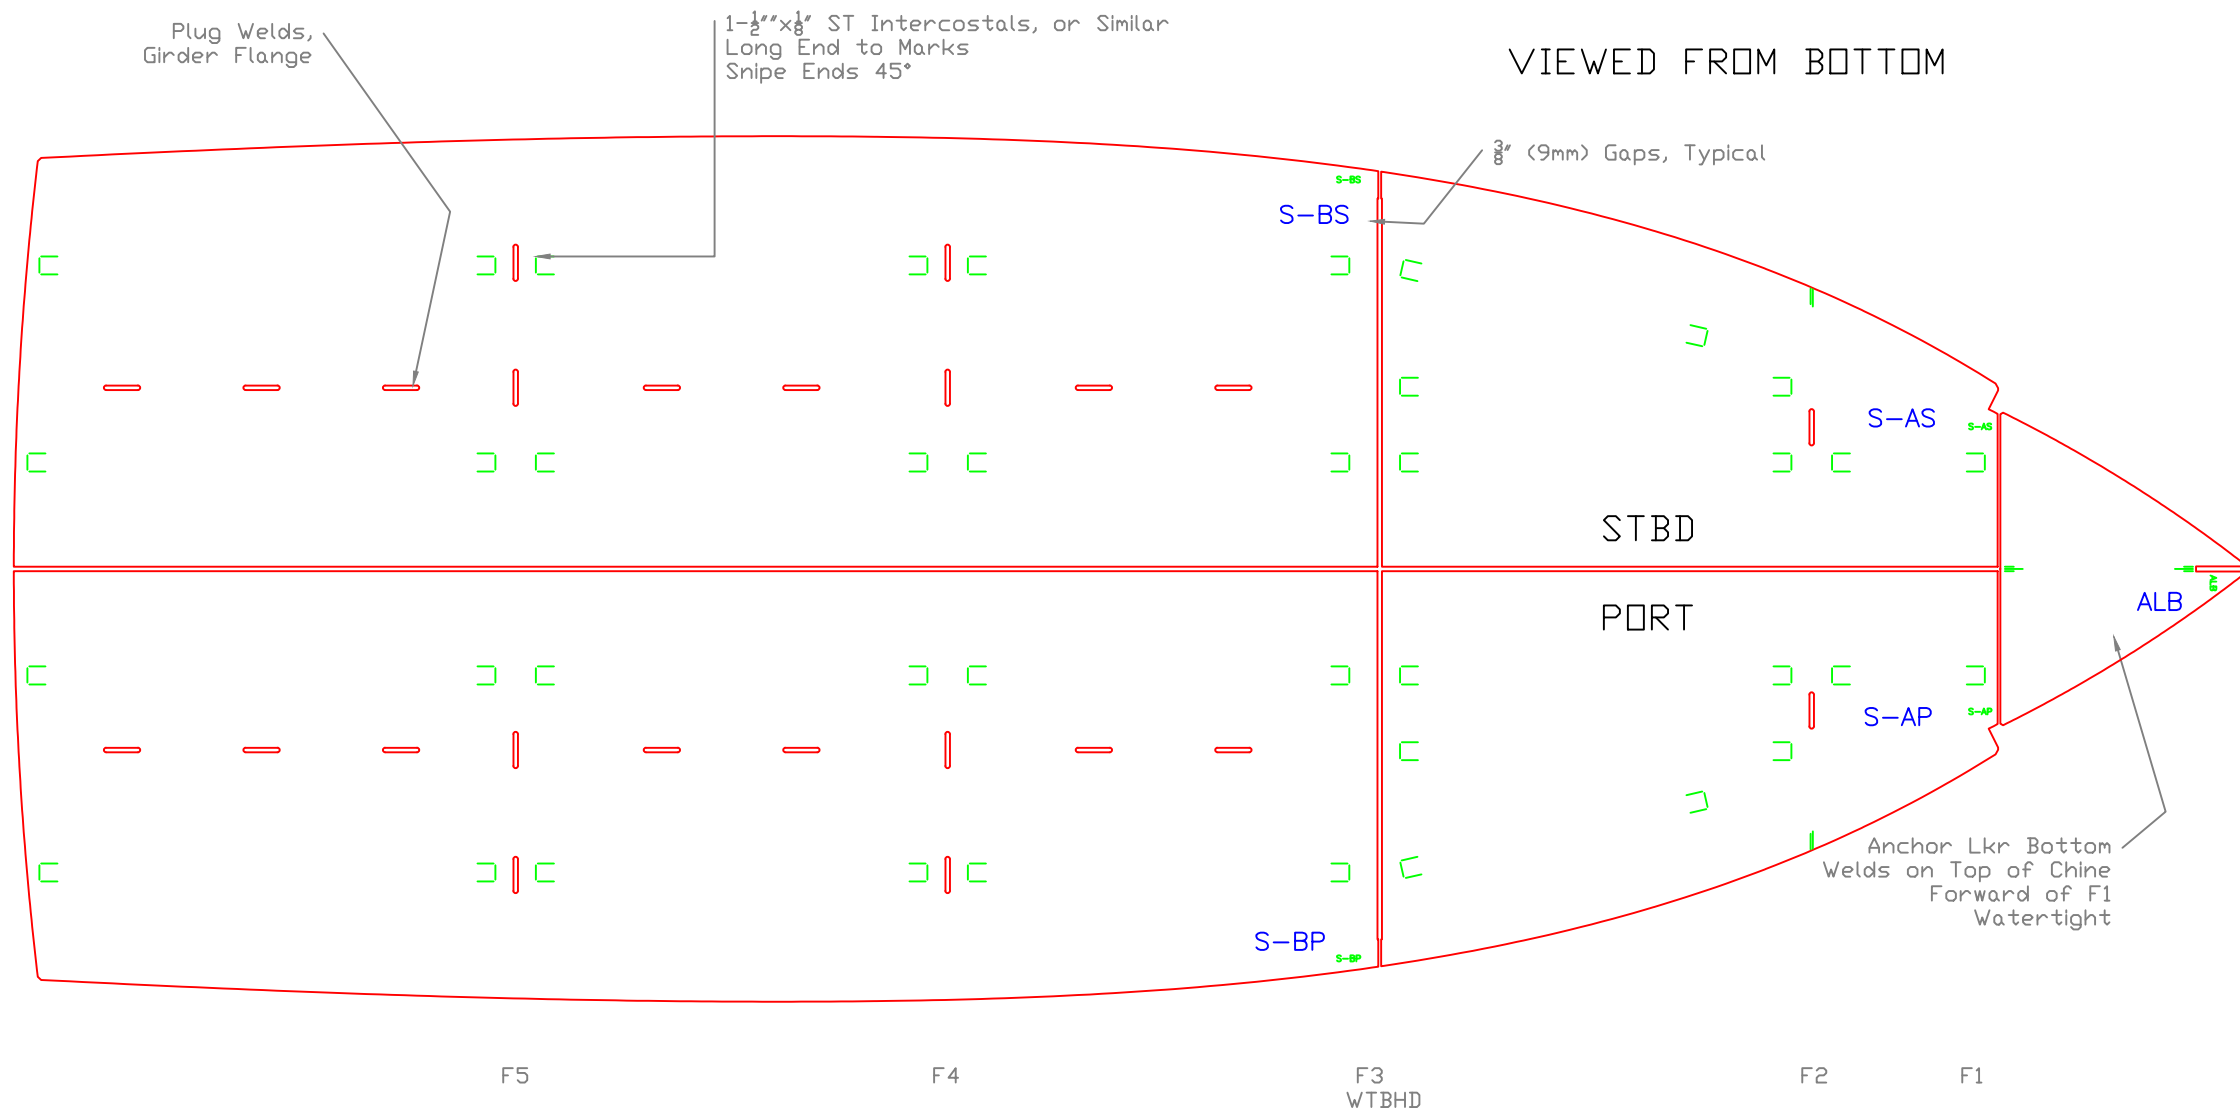 Plug Welds,
Girder Flange
1-1/2""x1/8" ST Intercostals, or Similar
Long End to Marks
Snipe Ends 45°
VIEWED FROM BOTTOM
3/8" (9mm) Gaps, Typical
S-BS
S-BS
S-AS
S-AS
STBD
ALB
ALB
PORT
S-AP
S-AP
Anchor Lkr Bottom
Welds on Top of Chine
Forward of F1
Watertight
S-BP
S-BP
F5
F4
F3
WTBHD
F2
F1